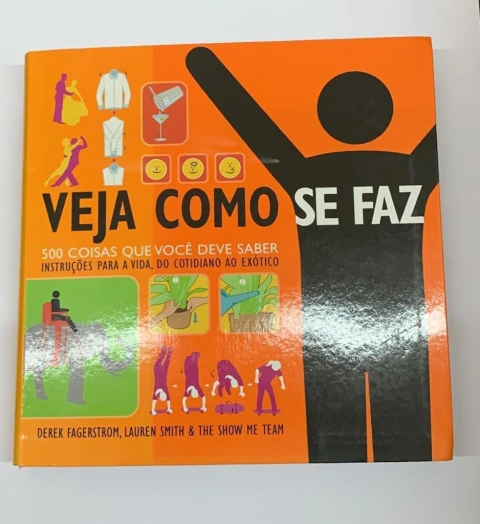 VEJA COMO SE FAZ
500 COISAS QUE VOCÊ DEVE SABER
INSTRUÇÕES PARA A VIDA, DO COTIDIANO AO EXÓTICO
DEREK FAGERSTROM, LAUREN SMITH & THE SHOW ME TEAM